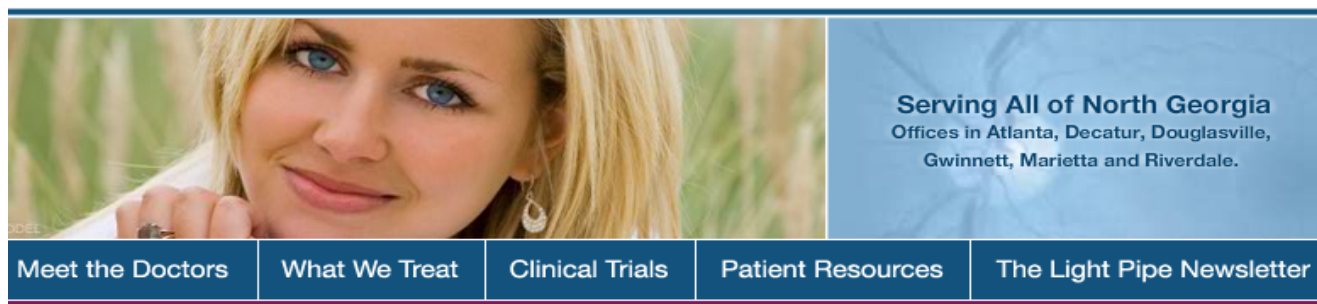 Serving All of North Georgia
Offices in Atlanta, Decatur, Douglasville,
Gwinnett, Marietta and Riverdale.
ODEL
Meet the Doctors
What We Treat
Clinical Trials
Patient Resources
The Light Pipe Newsletter